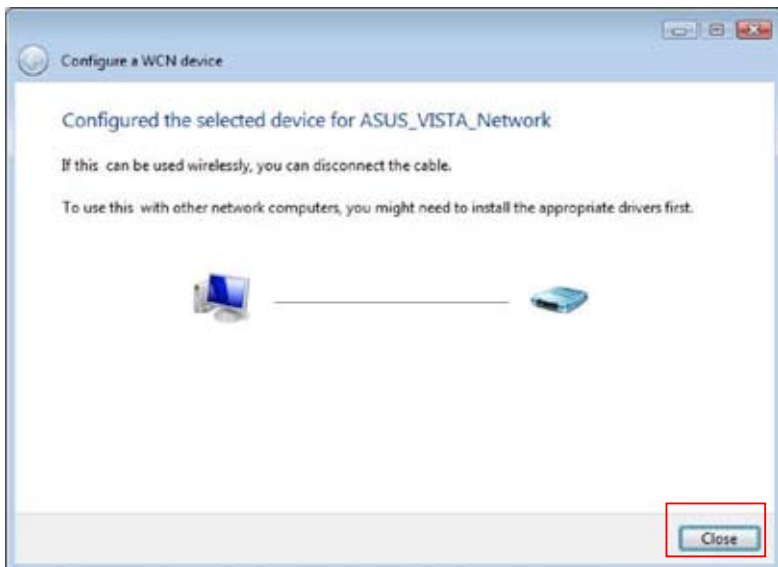 Configure a WCN device
Configured the selected device for ASUS_VISTA_Network
If this can be used wirelessly, you can disconnect the cable.
To use this with other network computers, you might need to install the appropriate drivers first.
Close